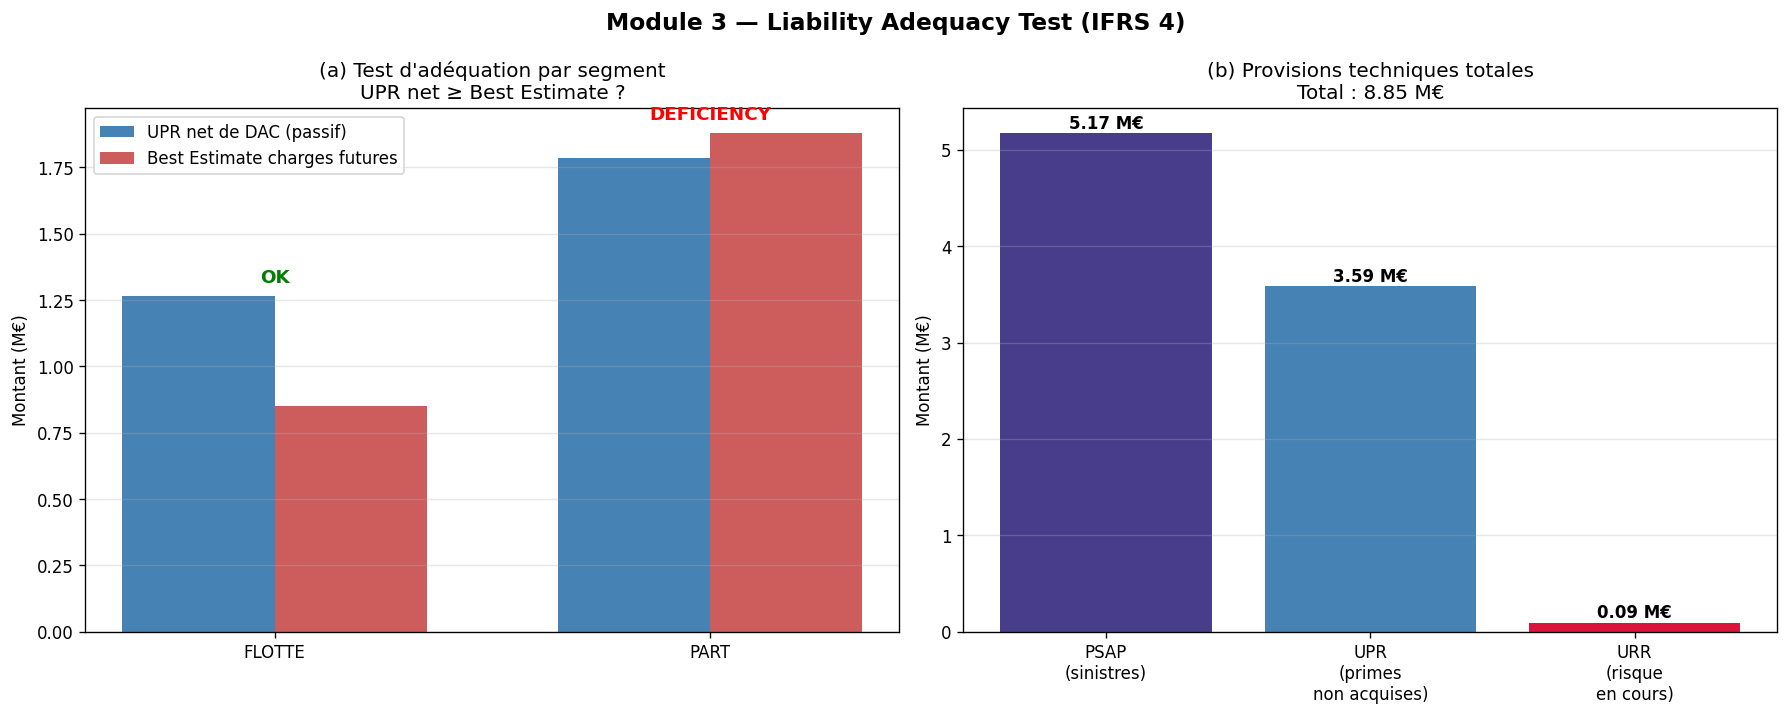 Module 3 — Liability Adequacy Test (IFRS 4)
(a) Test d'adéquation par segment
UPR net ≥ Best Estimate ?
UPR net de DAC (passif)
Best Estimate charges futures
OK
DEFICIENCY
Montant (M€)
1.75
1.50
1.25
1.00
0.75
0.50
0.25
0.00
FLOTTE
PART
(b) Provisions techniques totales
Total : 8.85 M€
5.17 M€
3.59 M€
0.09 M€
Montant (M€)
5
4
3
2
1
0
PSAP
(sinistres)
UPR
(primes
non acquises)
URR
(risque
en cours)